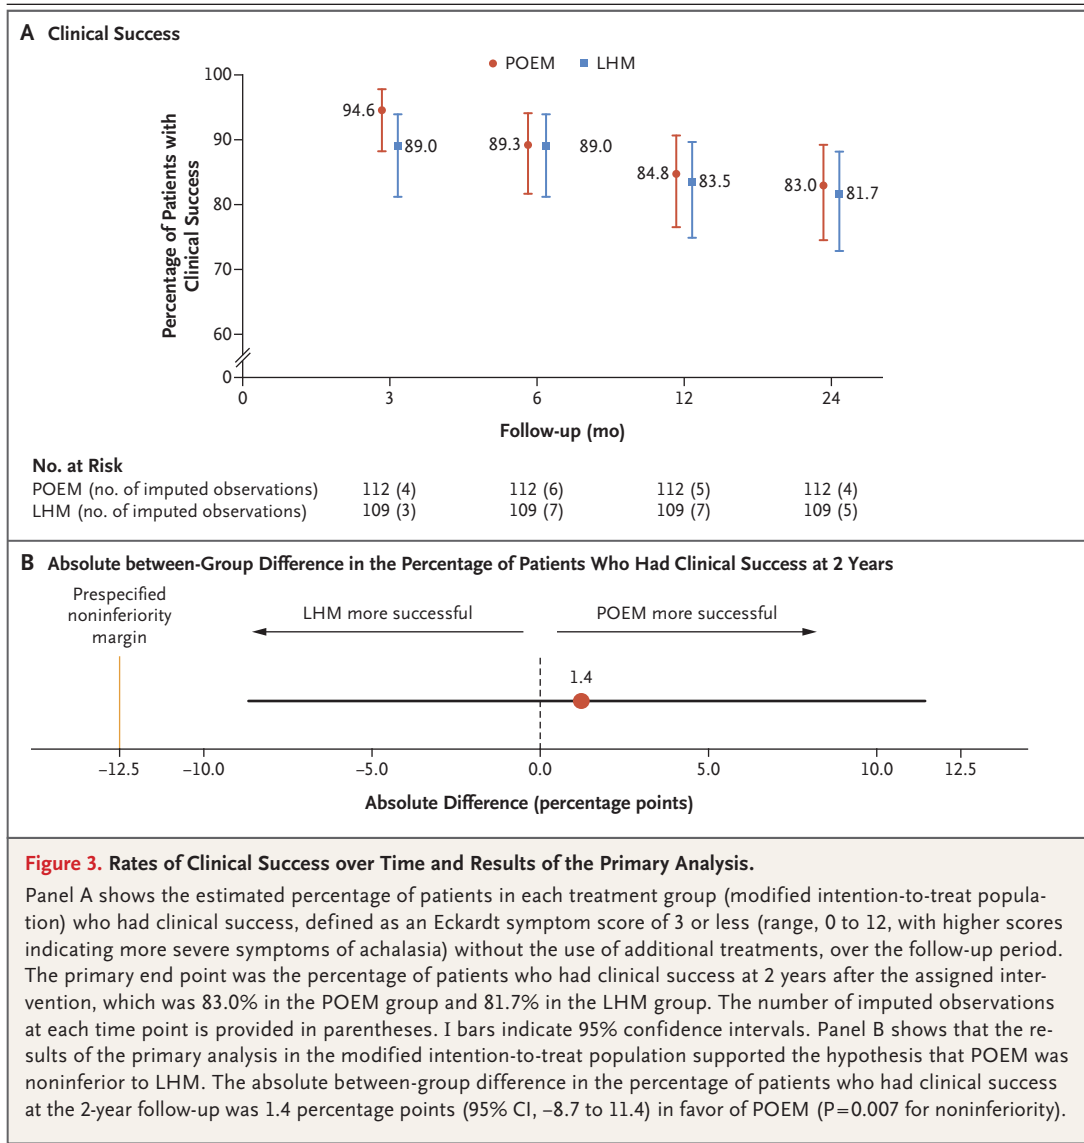 A Clinical Success
POEM LHM
Percentage of Patients with
Clinical Success
100
90
80
70
60
0
94.6
89.0
89.3
89.0
84.8
83.5
83.0
81.7
0 3 6 12 24
Follow-up (mo)
No. at Risk
POEM (no. of imputed observations) 112 (4) 112 (6) 112 (5) 112 (4)
LHM (no. of imputed observations) 109 (3) 109 (7) 109 (7) 109 (5)
B Absolute between-Group Difference in the Percentage of Patients Who Had Clinical Success at 2 Years
Prespecified
noninferiority
margin
LHM more successful
POEM more successful
1.4
−12.5 −10.0 −5.0 0.0 5.0 10.0 12.5
Absolute Difference (percentage points)
Figure 3. Rates of Clinical Success over Time and Results of the Primary Analysis.
Panel A shows the estimated percentage of patients in each treatment group (modified intention-to-treat popula-
tion) who had clinical success, defined as an Eckardt symptom score of 3 or less (range, 0 to 12, with higher scores
indicating more severe symptoms of achalasia) without the use of additional treatments, over the follow-up period.
The primary end point was the percentage of patients who had clinical success at 2 years after the assigned inter-
vention, which was 83.0% in the POEM group and 81.7% in the LHM group. The number of imputed observations
at each time point is provided in parentheses. I bars indicate 95% confidence intervals. Panel B shows that the re-
sults of the primary analysis in the modified intention-to-treat population supported the hypothesis that POEM was
noninferior to LHM. The absolute between-group difference in the percentage of patients who had clinical success
at the 2-year follow-up was 1.4 percentage points (95% CI, −8.7 to 11.4) in favor of POEM (P=0.007 for noninferiority).